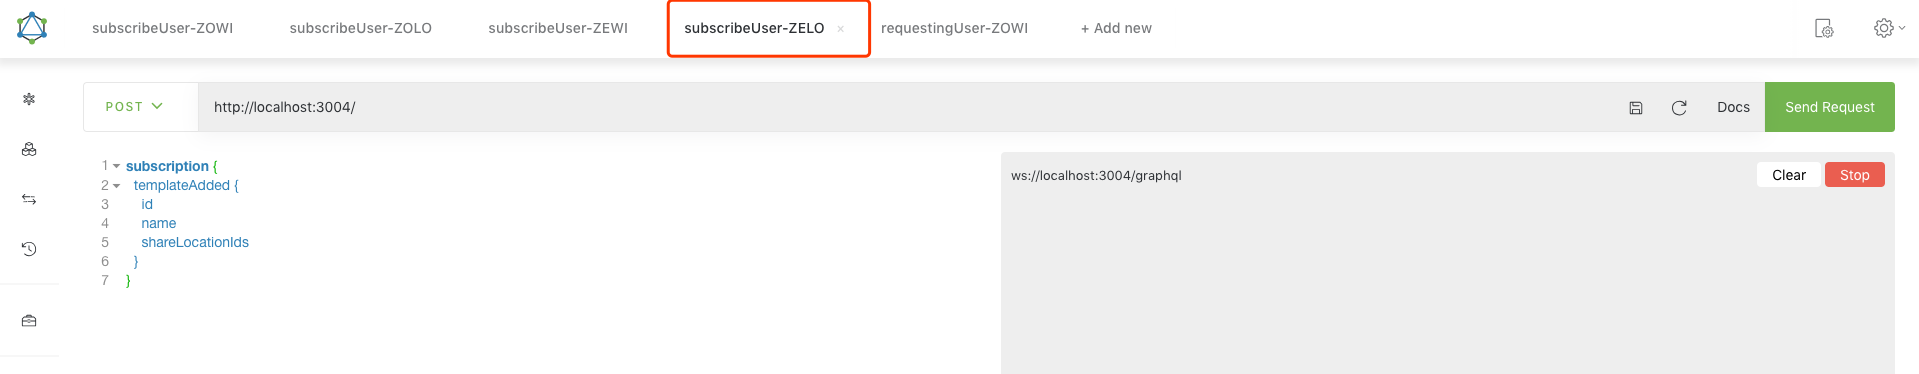 subscribeUser-ZOWI subscribeUser-ZOLO subscribeUser-ZEWI subscribeUser-ZELO × requestingUser-ZOWI + Add new
POST http://localhost:3004/ Docs Send Request
1 subscription {
2 templateAdded {
3 id
4 name
5 shareLocationIds
6 }
7 }
ws://localhost:3004/graphql Clear Stop